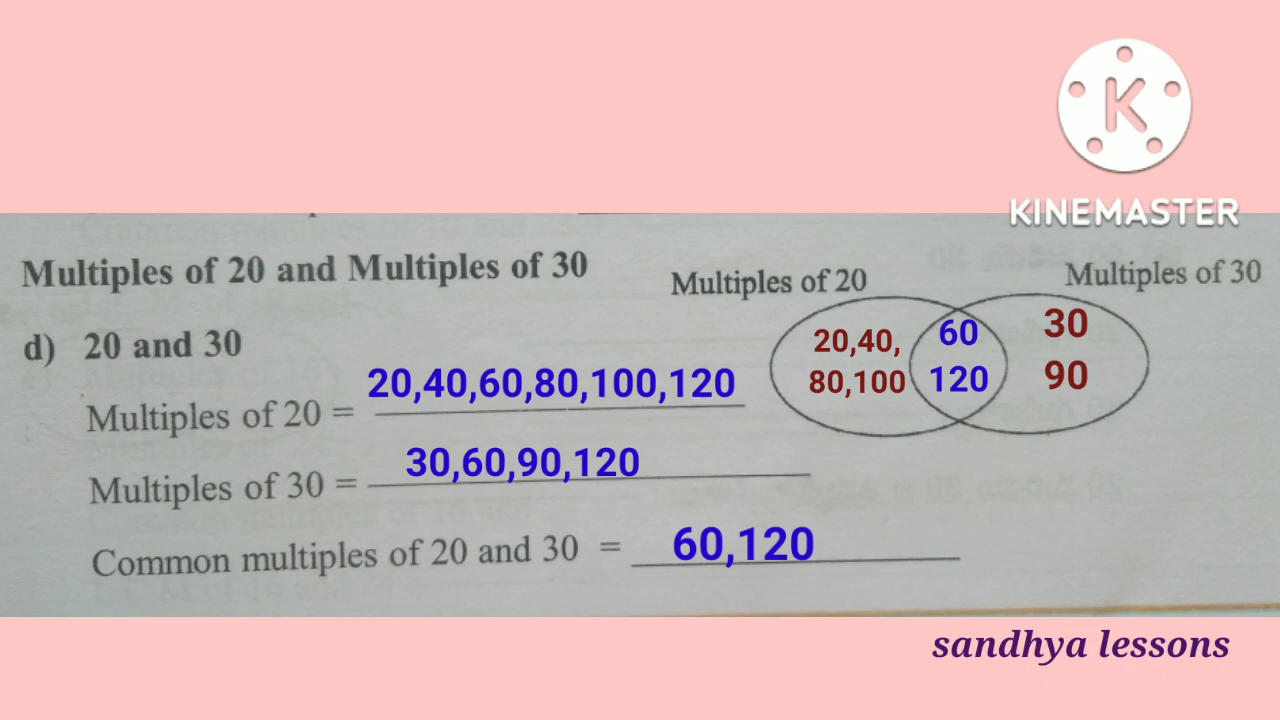 KINEMASTER
Multiples of 20 and Multiples of 30
Multiples of 20
Multiples of 30
d) 20 and 30
Multiples of 20 = 20,40,60,80,100,120
Multiples of 30 = 30,60,90,120
Common multiples of 20 and 30 = 60,120
20,40,
80,100
60
120
30
90
sandhya lessons